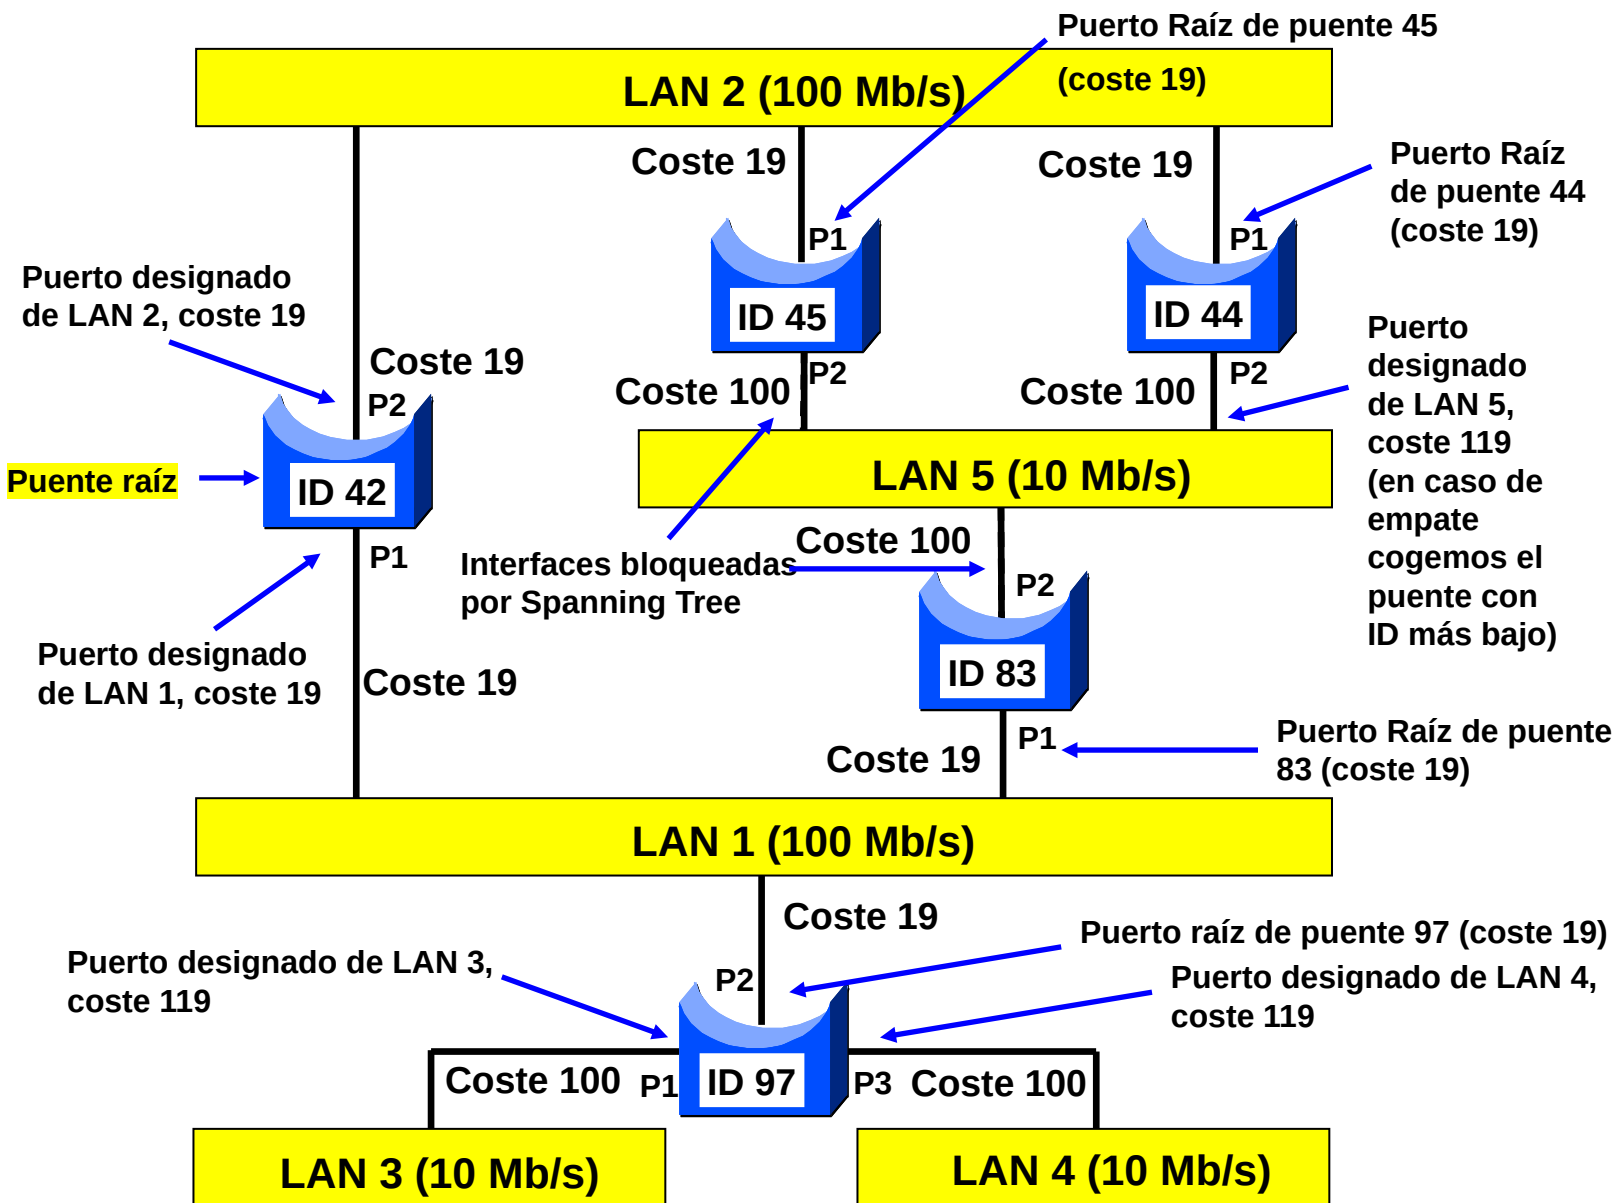 Puerto Raíz de puente 45
(coste 19)
LAN 2 (100 Mb/s)
Coste 19
Coste 19
Puerto Raíz
de puente 44
(coste 19)
P1
P1
Puerto designado
de LAN 2, coste 19
ID 45
ID 44
Puerto
designado
de LAN 5,
coste 119
(en caso de
empate
cogemos el
puente con
ID más bajo)
Coste 19
P2
Coste 100
P2
Coste 100
P2
Puente raíz
ID 42
LAN 5 (10 Mb/s)
P1
Interfaces bloqueadas
por Spanning Tree
Coste 100
P2
Puerto designado
de LAN 1, coste 19
Coste 19
ID 83
Coste 19
P1
Puerto Raíz de puente
83 (coste 19)
LAN 1 (100 Mb/s)
Coste 19
Puerto raíz de puente 97 (coste 19)
Puerto designado de LAN 3,
coste 119
P2
Puerto designado de LAN 4,
coste 119
Coste 100
P1
ID 97
P3
Coste 100
LAN 3 (10 Mb/s)
LAN 4 (10 Mb/s)